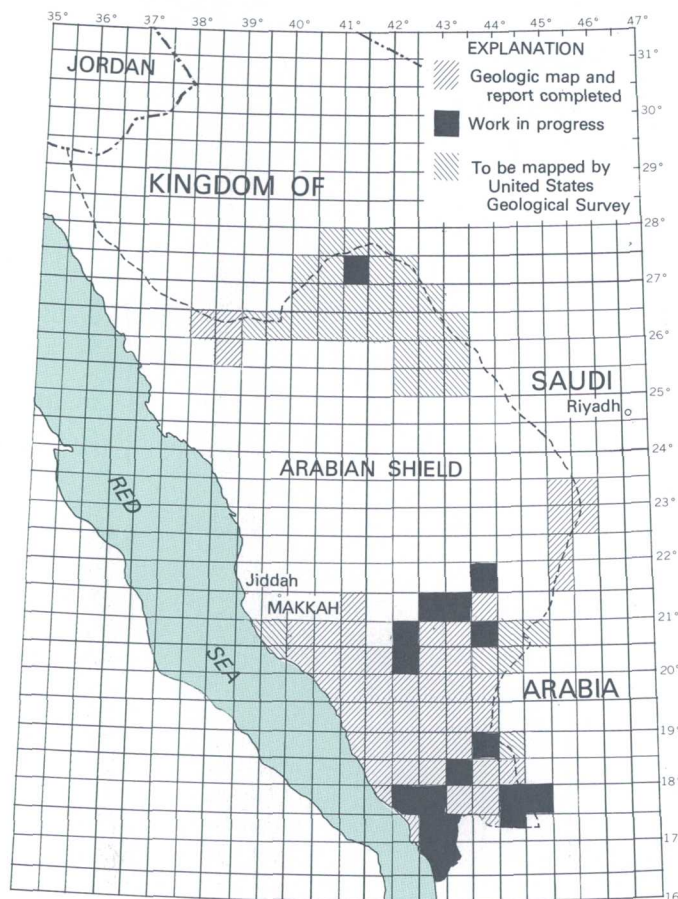 35° 36° 37° 38° 39° 40° 41° 42° 43° 44° 45° 46° 47°
EXPLANATION
Geologic map and
report completed
Work in progress
To be mapped by
United States
Geological Survey
31°
30°
29°
28°
27°
26°
25°
24°
23°
22°
21°
20°
19°
18°
17°
16
JORDAN
KINGDOM OF
SAUDI
Riyadh
ARABIAN SHIELD
RED
SEA
Jiddah
MAKKAH
ARABIA